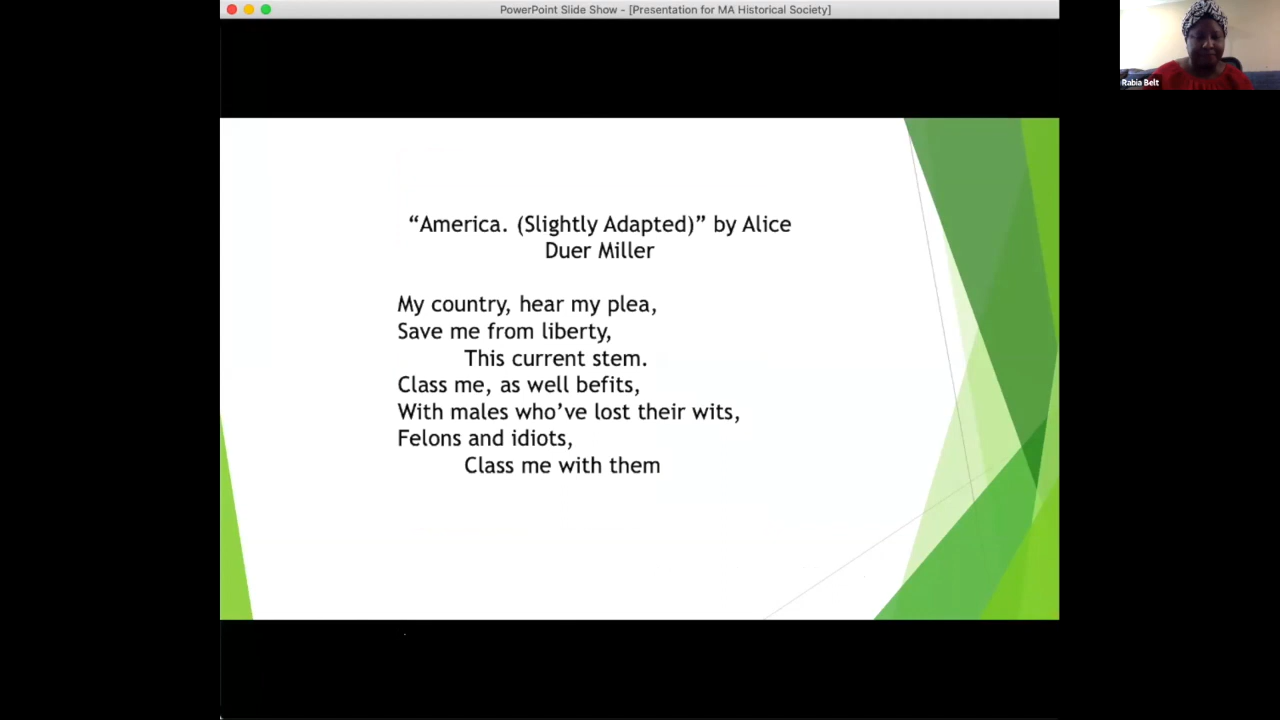 PowerPoint Slide Show - [Presentation for MA Historical Society]
Rabia Belt
“America. (Slightly Adapted)” by Alice
Duer Miller
My country, hear my plea,
Save me from liberty,
This current stem.
Class me, as well befits,
With males who’ve lost their wits,
Felons and idiots,
Class me with them